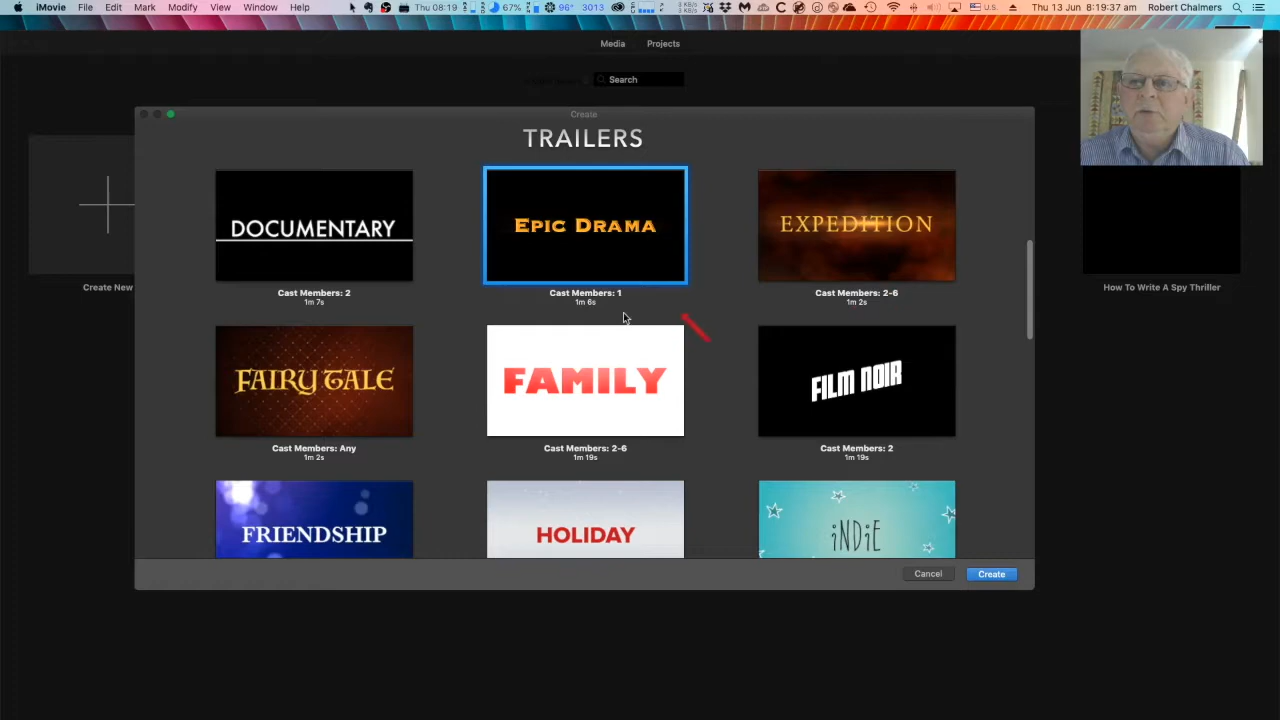 iMovie File Edit Mark Modify View Window Help Thu 08:19 67% 96° 3013 U.S. Thu 13 Jun 8:19:37 am Robert Chalmers
Media Projects
Search
Create
TRAILERS
DOCUMENTARY
Cast Members: 2
1m 7s
EPIC DRAMA
Cast Members: 1
1m 6s
EXPEDITION
Cast Members: 2-6
1m 2s
Create New
How To Write A Spy Thriller
FAIRY TALE
Cast Members: Any
1m 2s
FAMILY
Cast Members: 2-6
1m 19s
FILM NOIR
Cast Members: 2
1m 19s
FRIENDSHIP
HOLIDAY
iNDiE
Cancel Create